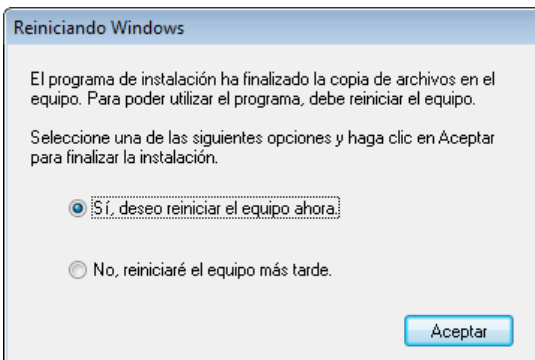 Reiniciando Windows
El programa de instalación ha finalizado la copia de archivos en el
equipo. Para poder utilizar el programa, debe reiniciar el equipo.
Seleccione una de las siguientes opciones y haga clic en Aceptar
para finalizar la instalación.
Sí, deseo reiniciar el equipo ahora.
No, reiniciaré el equipo más tarde.
Aceptar